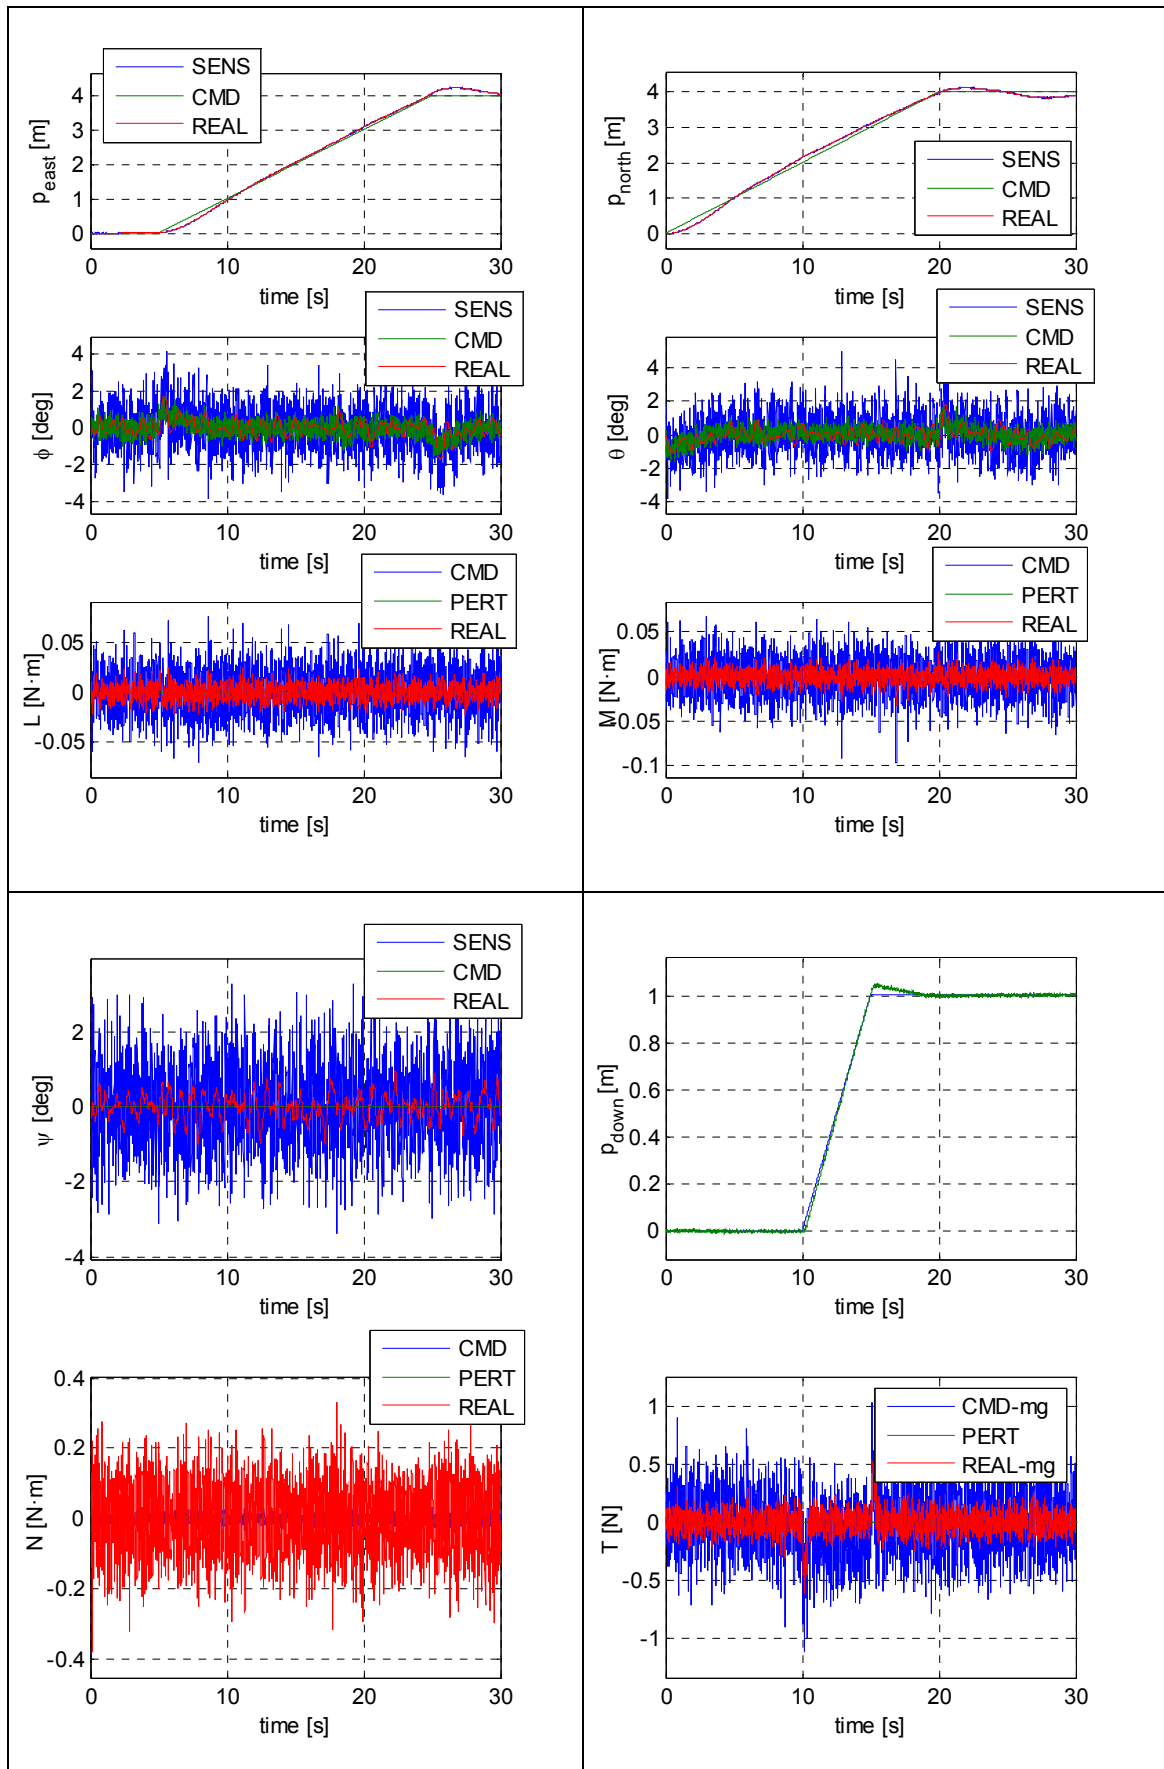 SENS
CMD
REAL
p_east [m]
4
3
2
1
0
0 10 20 30
time [s]
SENS
CMD
REAL
ϕ [deg]
4
2
0
-2
-4
0 10 20 30
time [s]
CMD
PERT
REAL
L [N·m]
0.05
0
-0.05
0 10 20 30
time [s]
SENS
CMD
REAL
p_north [m]
4
3
2
1
0
0 10 20 30
time [s]
SENS
CMD
REAL
θ [deg]
4
2
0
-2
-4
0 10 20 30
time [s]
CMD
PERT
REAL
M [N·m]
0.05
0
-0.05
-0.1
0 10 20 30
time [s]
SENS
CMD
REAL
ψ [deg]
2
0
-2
-4
0 10 20 30
time [s]
CMD
PERT
REAL
N [N·m]
0.4
0.2
0
-0.2
-0.4
0 10 20 30
time [s]
p_down [m]
1
0.8
0.6
0.4
0.2
0
0 10 20 30
time [s]
CMD-mg
PERT
REAL-mg
T [N]
1
0.5
0
-0.5
-1
0 10 20 30
time [s]